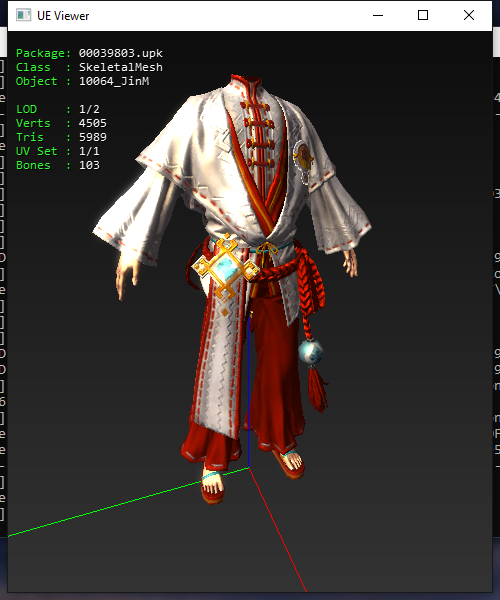 UE Viewer
Package: 00039803.upk
Class : SkeletalMesh
Object : 10064_JinM
LOD : 1/2
Verts : 4505
Tris : 5989
UV Set : 1/1
Bones : 103